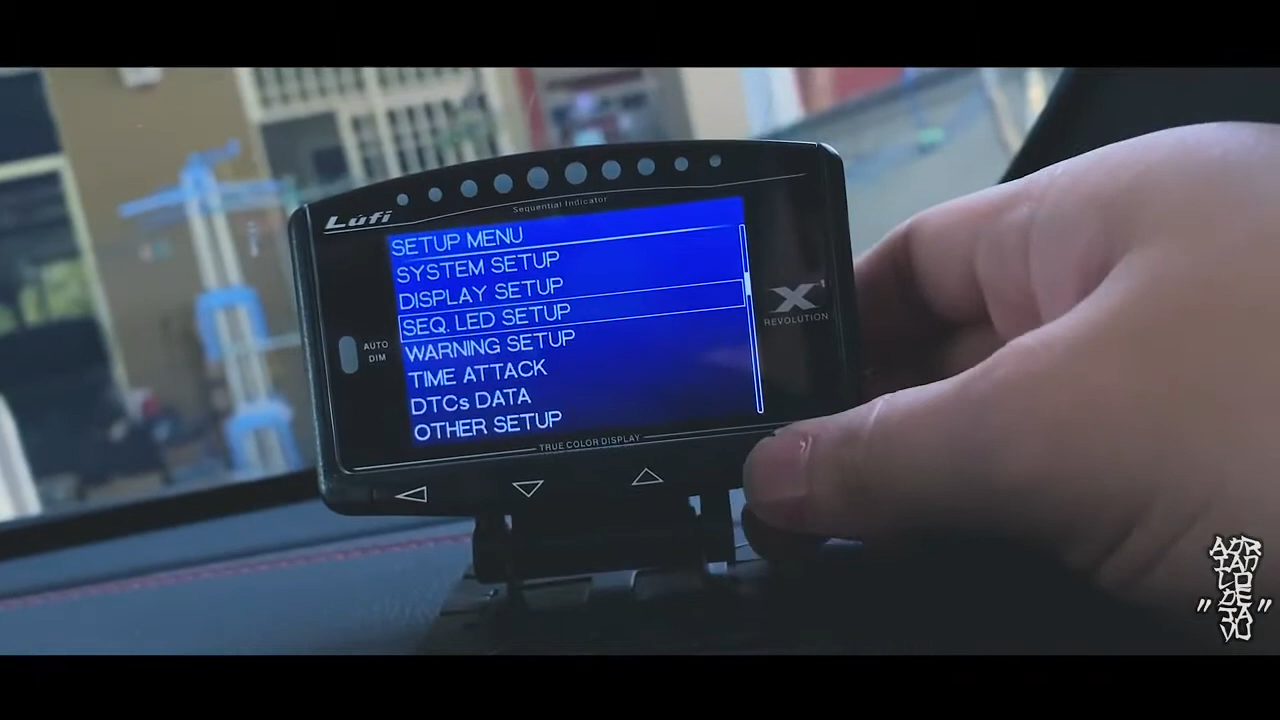 Lufi
Sequential Indicator
SETUP MENU
SYSTEM SETUP
DISPLAY SETUP
SEQ. LED SETUP
WARNING SETUP
TIME ATTACK
DTCs DATA
OTHER SETUP
AUTO
DIM
X
REVOLUTION
TRUE COLOR DISPLAY